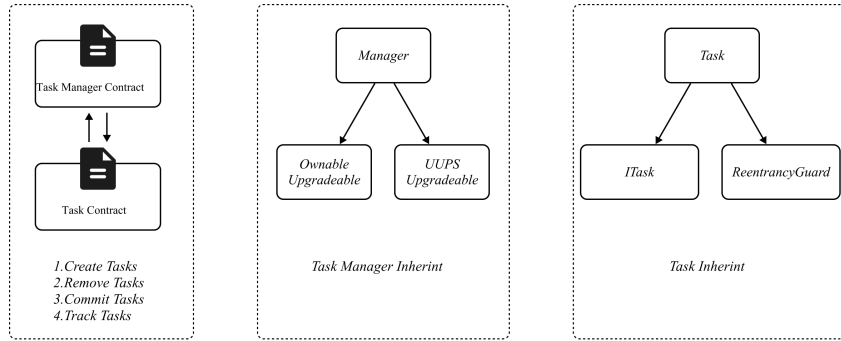 Task Manager Contract
Task Contract
1.Create Tasks
2.Remove Tasks
3.Commit Tasks
4.Track Tasks
Manager
Ownable
Upgradeable
UUPS
Upgradeable
Task Manager Inherint
Task
ITask
ReentrancyGuard
Task Inherint